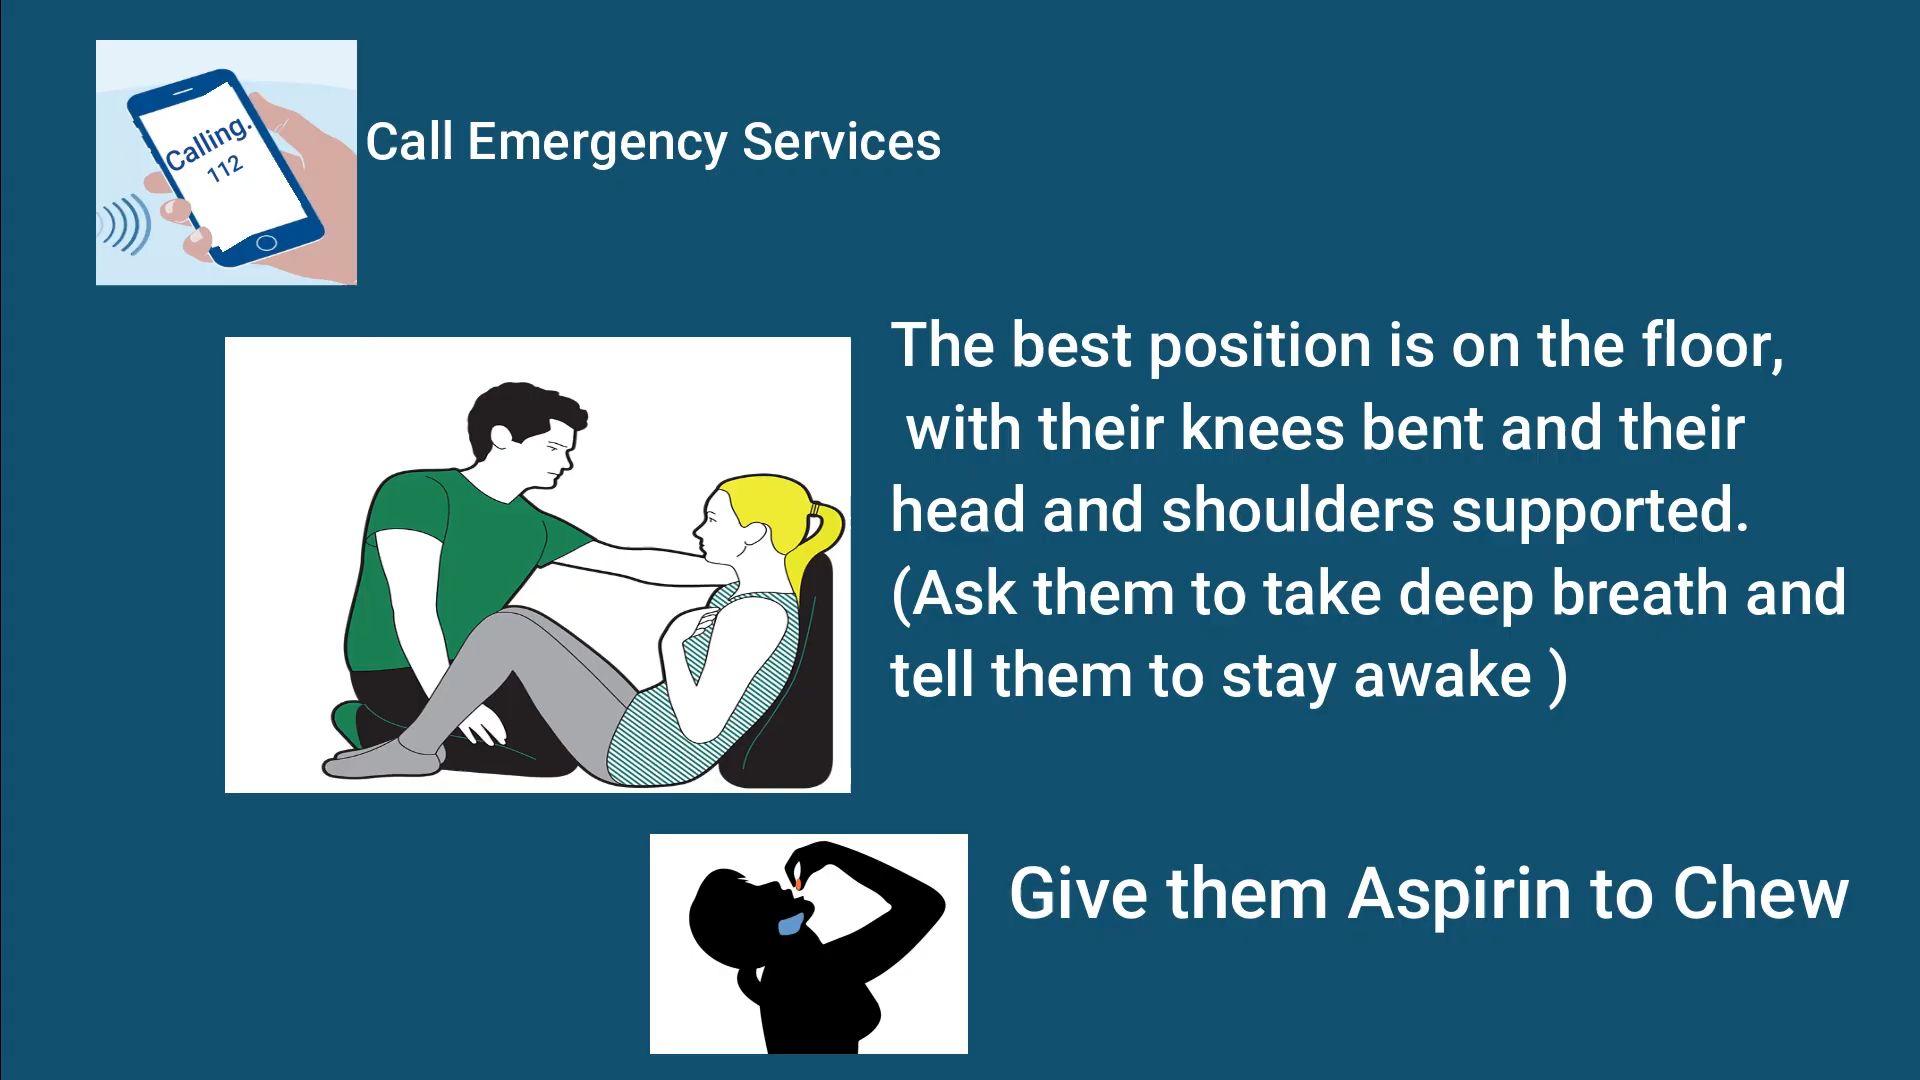 Calling.
112
Call Emergency Services
The best position is on the floor,
with their knees bent and their
head and shoulders supported.
(Ask them to take deep breath and
tell them to stay awake )
Give them Aspirin to Chew